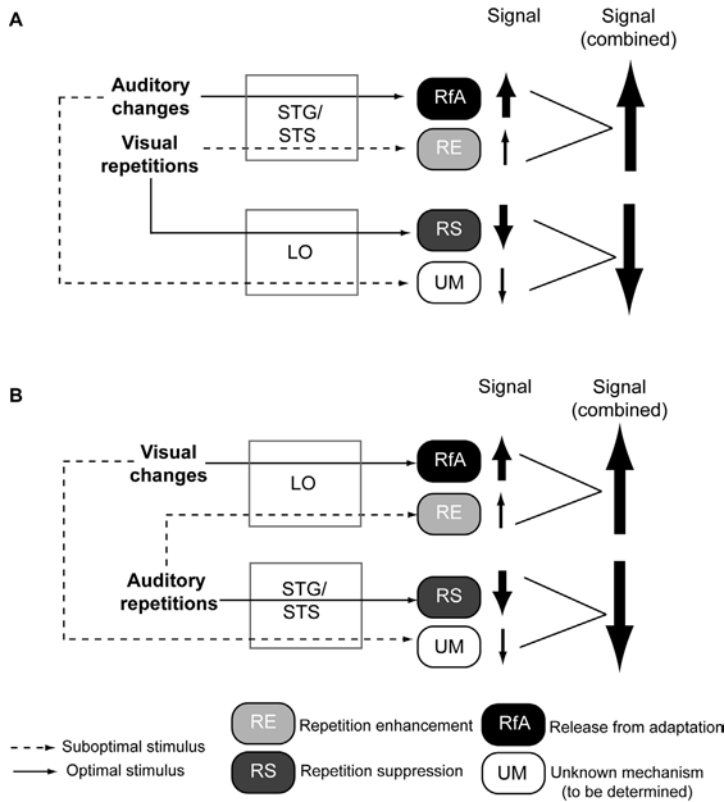 A
Signal
Signal
(combined)
Auditory
changes
STG/
STS
RfA
Visual
repetitions
RE
LO
RS
UM
B
Signal
Signal
(combined)
Visual
changes
LO
RfA
RE
Auditory
repetitions
STG/
STS
RS
UM
RE Repetition enhancement
RfA Release from adaptation
Suboptimal stimulus
Optimal stimulus
RS Repetition suppression
UM Unknown mechanism
(to be determined)